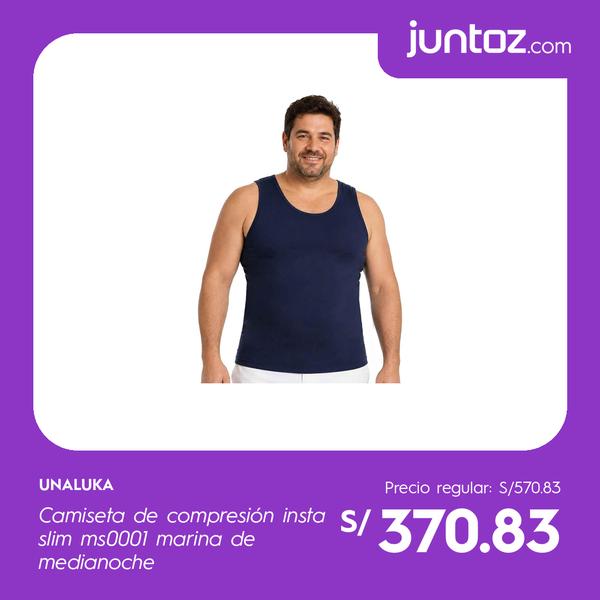 juntoz.com
UNALUKA
Camiseta de compresión insta
slim ms0001 marina de
medianoche
Precio regular: S/570.83
S/ 370.83